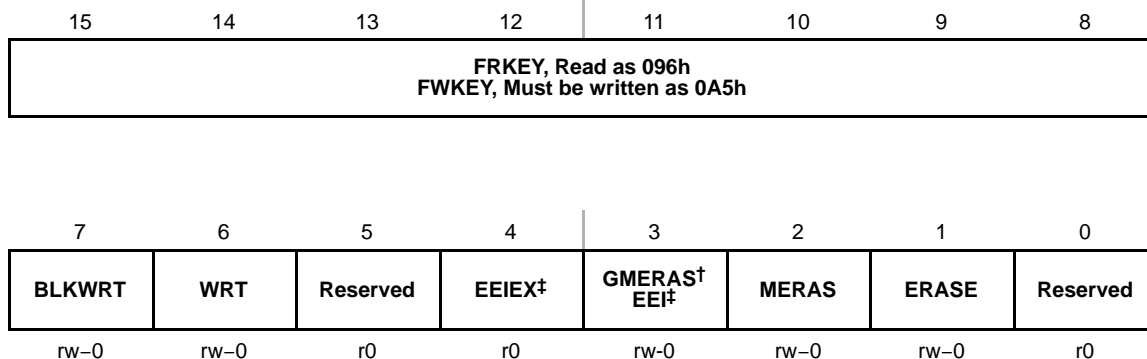 15 14 13 12 11 10 9 8
FRKEY, Read as 096h
FWKEY, Must be written as 0A5h
7 6 5 4 3 2 1 0
BLKWRT WRT Reserved EEIEX‡ GMERAS† EEI‡ MERAS ERASE Reserved
rw−0 rw−0 r0 r0 rw-0 rw−0 rw−0 r0